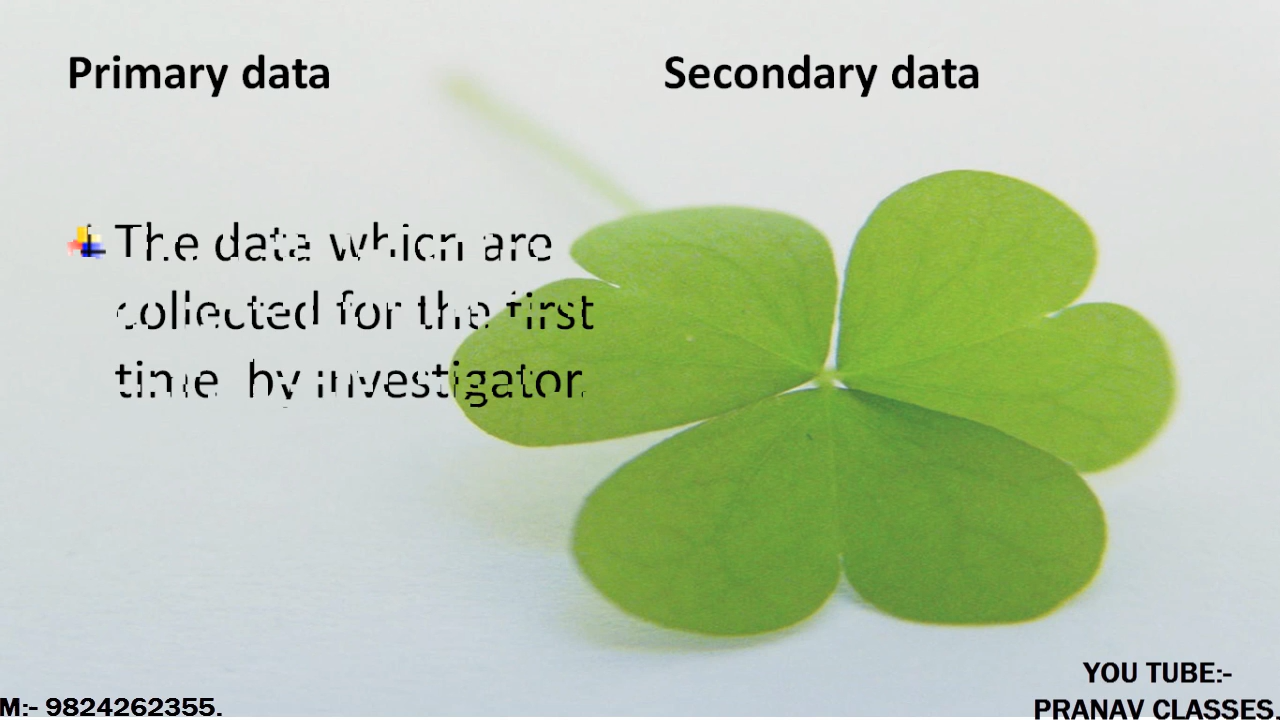 Primary data
Secondary data
The data which are
collected for the first
time by investigator.
YOU TUBE:-
M:- 9824262355.
PRANAV CLASSES.